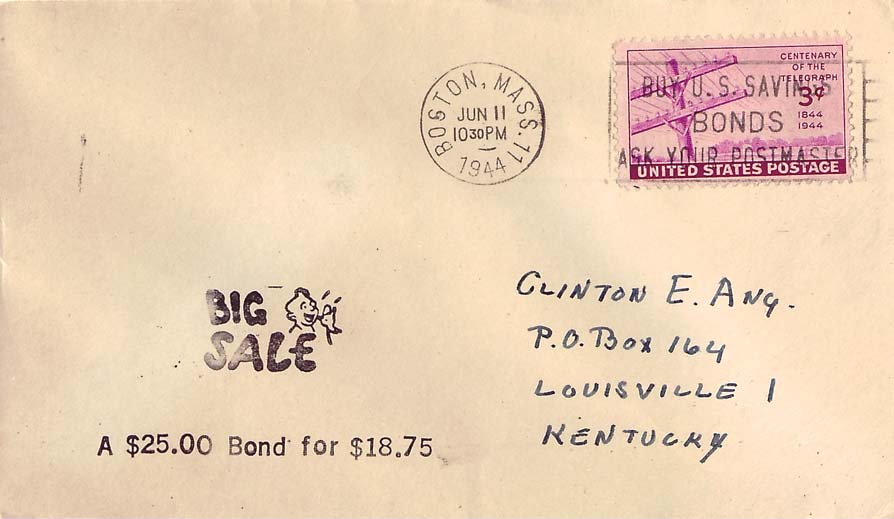 BOSTON, MASS. 11
JUN 11
1030PM
1944
CENTENARY
OF THE
TELEGRAPH
3¢
1844
1944
UNITED STATES POSTAGE
BUY U.S. SAVINGS
BONDS
ASK YOUR POSTMASTER
BIG
SALE
A $25.00 Bond for $18.75
CLINTON E. ANG.
P.O. BOX 164
LOUISVILLE 1
KENTUCKY